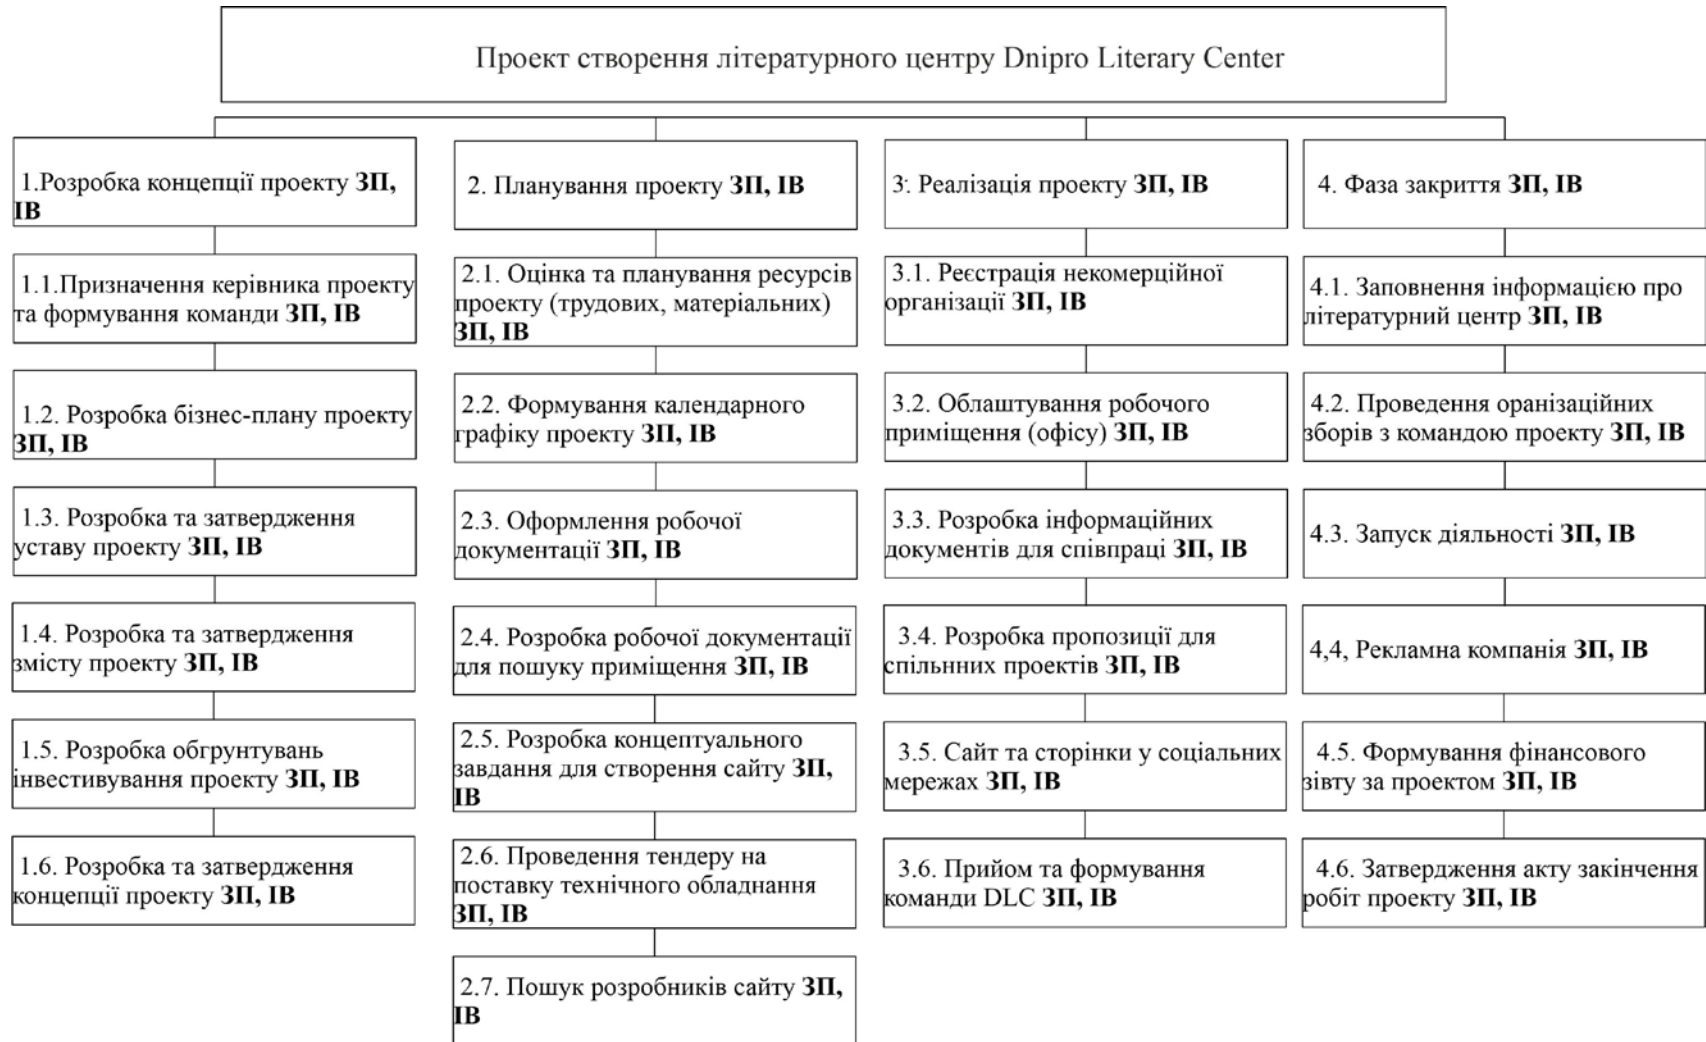 Проект створення літературного центру Dnipro Literary Center
1.Розробка концепції проекту ЗП,
ІВ
1.1.Призначення керівника проекту
та формування команди ЗП, ІВ
1.2. Розробка бізнес-плану проекту
ЗП, ІВ
1.3. Розробка та затвердження
уставу проекту ЗП, ІВ
1.4. Розробка та затвердження
змісту проекту ЗП, ІВ
1.5. Розробка обгрунтувань
інвестивування проекту ЗП, ІВ
1.6. Розробка та затвердження
концепції проекту ЗП, ІВ
2. Планування проекту ЗП, ІВ
2.1. Оцінка та планування ресурсів
проекту (трудових, матеріальних)
ЗП, ІВ
2.2. Формування календарного
графіку проекту ЗП, ІВ
2.3. Оформлення робочої
документації ЗП, ІВ
2.4. Розробка робочої документації
для пошуку приміщення ЗП, ІВ
2.5. Розробка концептуального
завдання для створення сайту ЗП,
ІВ
2.6. Проведення тендеру на
поставку технічного обладнання
ЗП, ІВ
2.7. Пошук розробників сайту ЗП,
ІВ
3. Реалізація проекту ЗП, ІВ
3.1. Реєстрація некомерційної
організації ЗП, ІВ
3.2. Облаштування робочого
приміщення (офісу) ЗП, ІВ
3.3. Розробка інформаційних
документів для співпраці ЗП, ІВ
3.4. Розробка пропозиції для
спільнних проектів ЗП, ІВ
3.5. Сайт та сторінки у соціальних
мережах ЗП, ІВ
3.6. Прийом та формування
команди DLC ЗП, ІВ
4. Фаза закриття ЗП, ІВ
4.1. Заповнення інформацією про
літературний центр ЗП, ІВ
4.2. Проведення оранізаційних
зборів з командою проекту ЗП, ІВ
4.3. Запуск діяльності ЗП, ІВ
4,4, Рекламна компанія ЗП, ІВ
4.5. Формування фінансового
зівту за проектом ЗП, ІВ
4.6. Затвердження акту закінчення
робіт проекту ЗП, ІВ